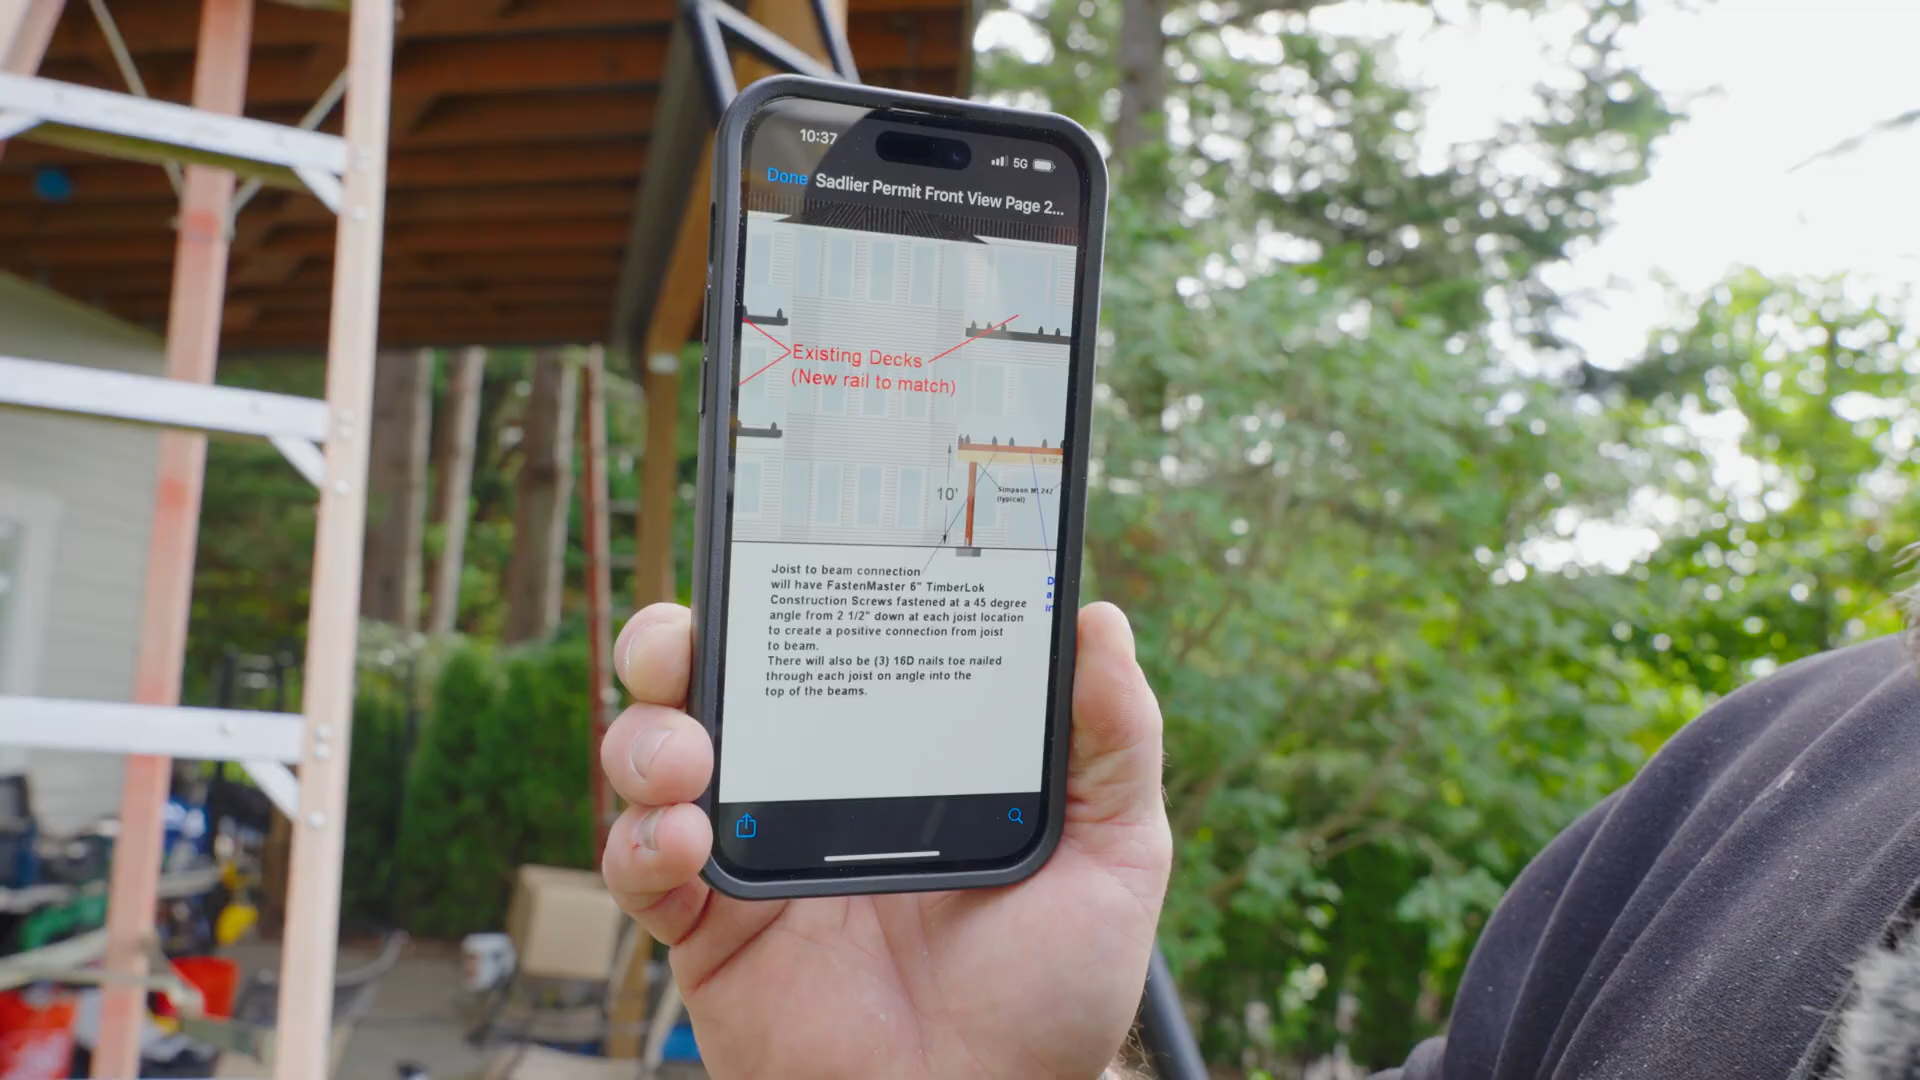 10:37
5G
Done Sadlier Permit Front View Page 2...
Existing Decks
(New rail to match)
10'
Simpson
(typical)
Joist to beam connection
will have FastenMaster 6" TimberLok
Construction Screws fastened at a 45 degree
angle from 2 1/2" down at each joist location
to create a positive connection from joist
to beam.
There will also be (3) 16D nails toe nailed
through each joist on angle into the
top of the beams.
D
a
in